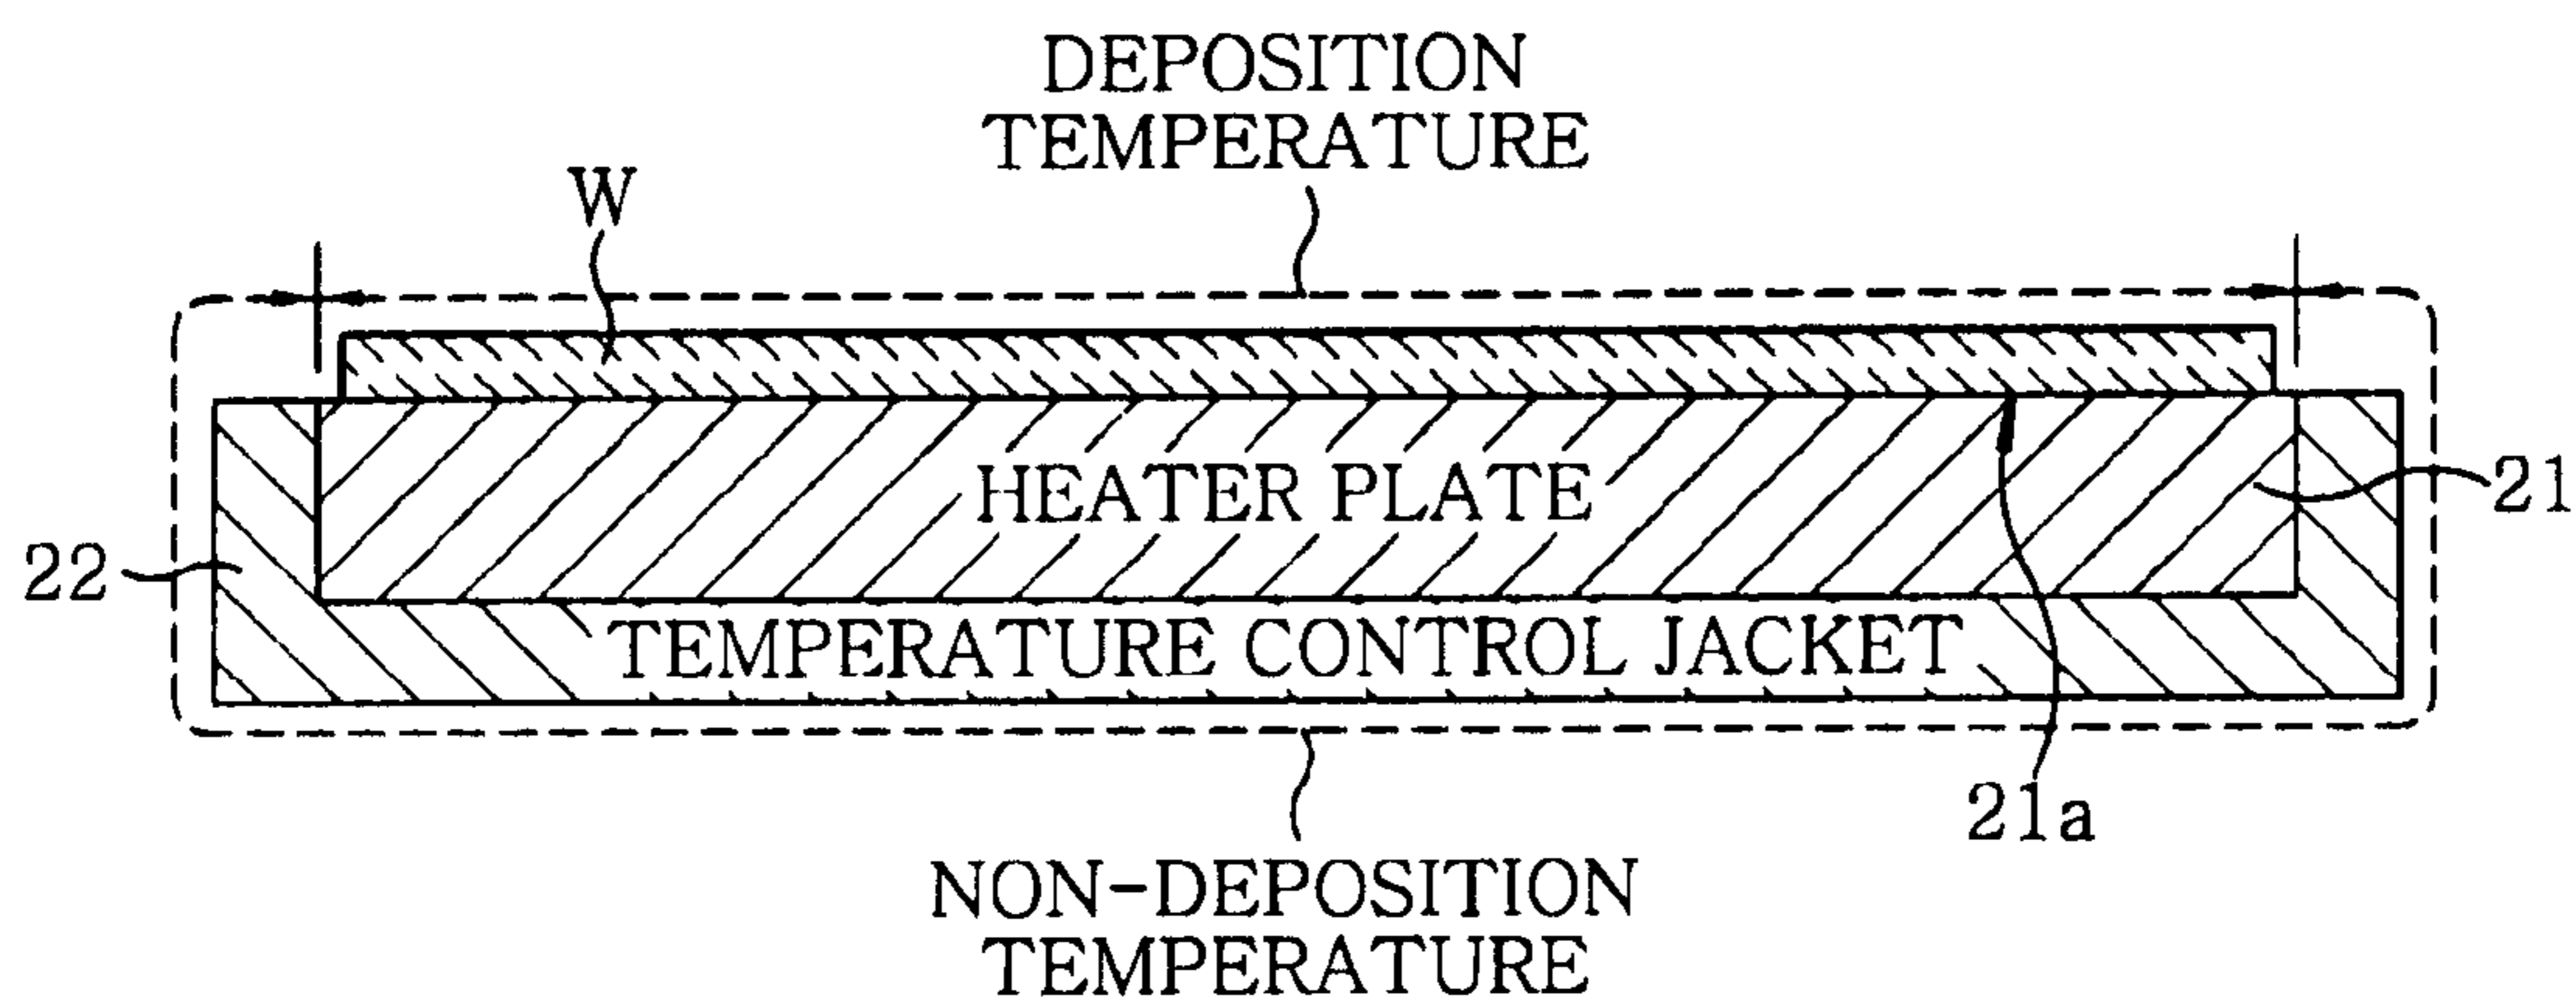 DEPOSITION
TEMPERATURE
W
HEATER PLATE
21
22
TEMPERATURE CONTROL JACKET
21a
NON-DEPOSITION
TEMPERATURE